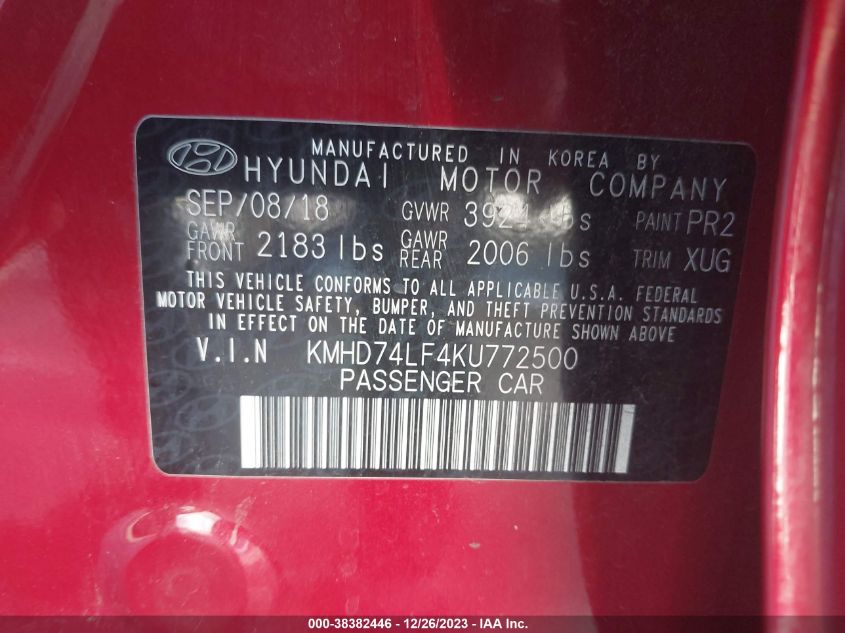 MANUFACTURED IN KOREA BY
HYUNDAI MOTOR COMPANY
SEP/08/18 GVWR lbs PAINT PR2
GAWR FRONT 2183 lbs GAWR REAR 2006 lbs TRIM XUG
THIS VEHICLE CONFORMS TO ALL APPLICABLE U.S.A. FEDERAL
MOTOR VEHICLE SAFETY, BUMPER, AND THEFT PREVENTION STANDARDS
IN EFFECT ON THE DATE OF MANUFACTURE SHOWN ABOVE
V.I.N KMHD74LF4KU772500
PASSENGER CAR
000-38382446 - 12/26/2023 - IAA Inc.